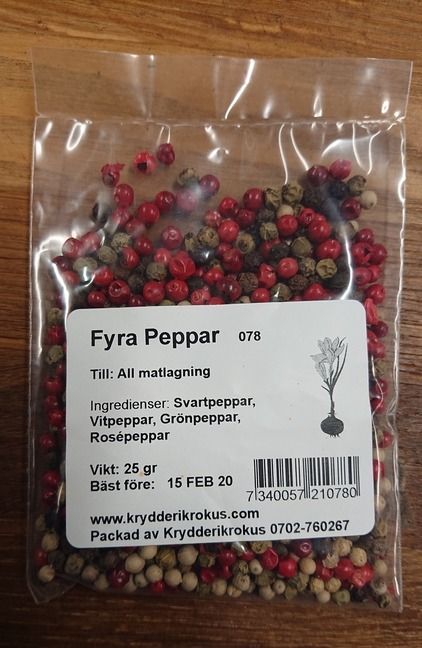 Fyra Peppar 078
Till: All matlagning
Ingredienser: Svartpeppar,
Vitpeppar, Grönpeppar,
Rosépeppar
Vikt: 25 gr
Bäst före: 15 FEB 20
7 340057 210780
www.krydderikrokus.com
Packad av Krydderikrokus 0702-760267